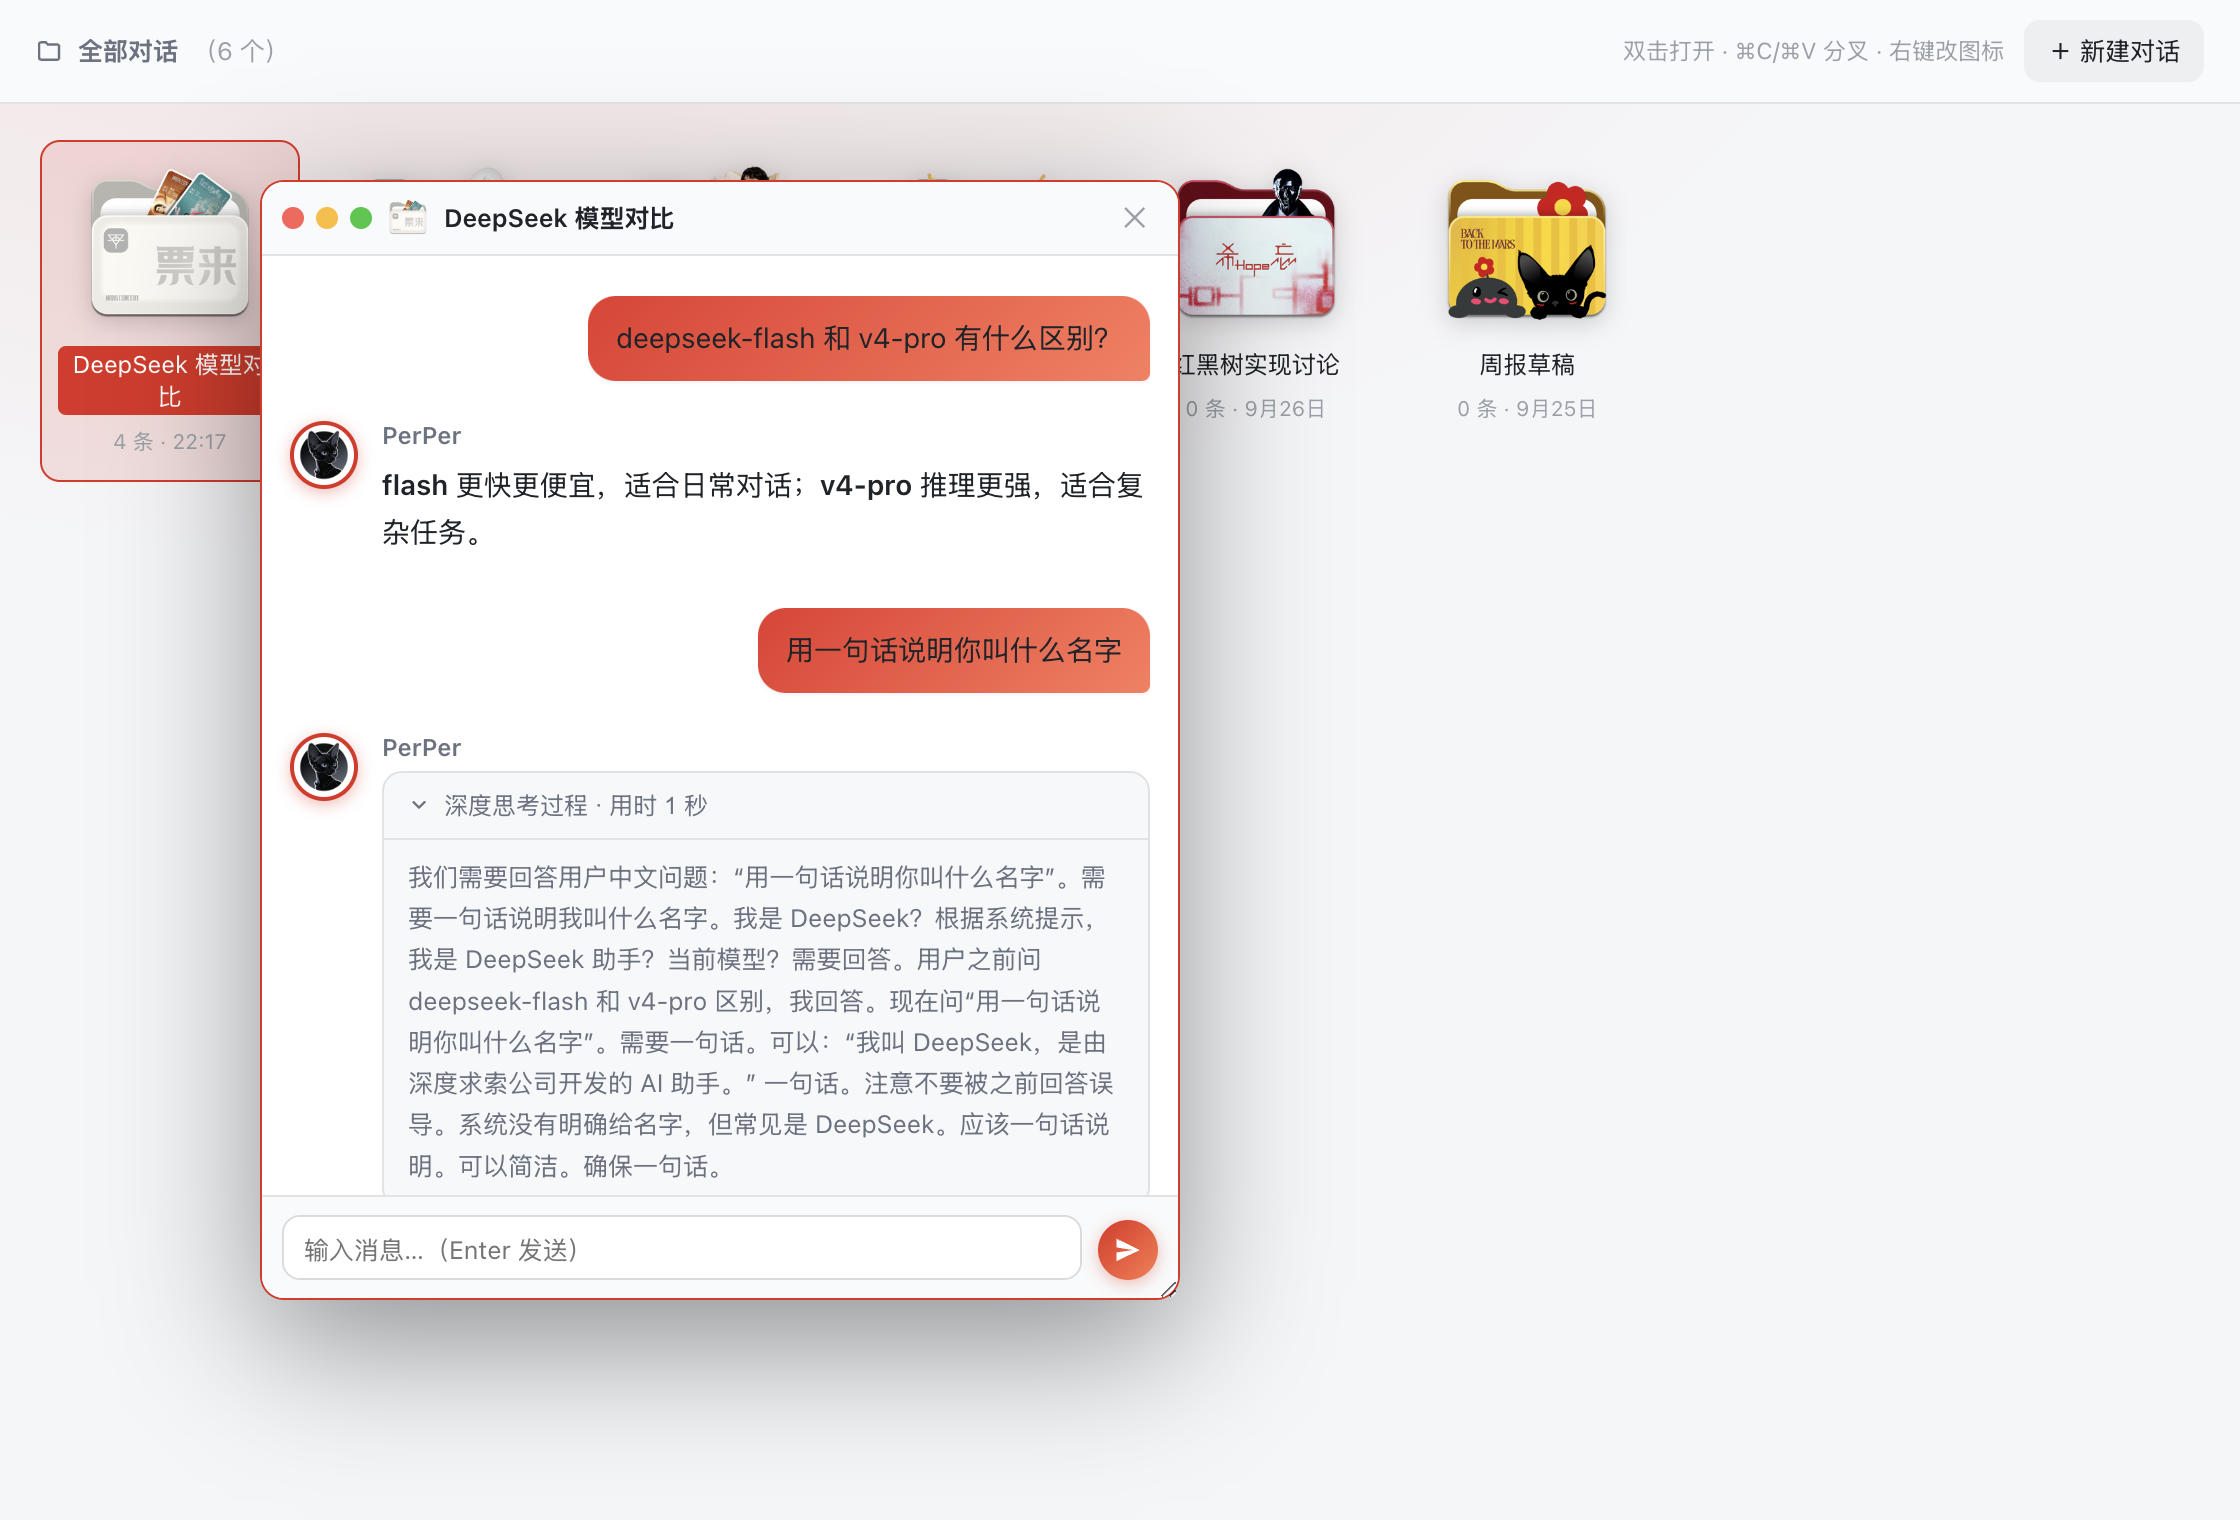 全部对话 (6 个)
双击打开 · ⌘C/⌘V 分叉 · 右键改图标
+ 新建对话
票来
DeepSeek 模型对
比
4 条 · 22:17
希Hope忘
红黑树实现讨论
0 条 · 9月26日
BACK
TO THE MARS
周报草稿
0 条 · 9月25日
票来
DeepSeek 模型对比
deepseek-flash 和 v4-pro 有什么区别?
PerPer
flash 更快更便宜，适合日常对话；v4-pro 推理更强，适合复
杂任务。
用一句话说明你叫什么名字
PerPer
深度思考过程 · 用时 1 秒
我们需要回答用户中文问题：“用一句话说明你叫什么名字”。需
要一句话说明我叫什么名字。我是 DeepSeek？根据系统提示，
我是 DeepSeek 助手？当前模型？需要回答。用户之前问
deepseek-flash 和 v4-pro 区别，我回答。现在问“用一句话说
明你叫什么名字”。需要一句话。可以：“我叫 DeepSeek，是由
深度求索公司开发的 AI 助手。” 一句话。注意不要被之前回答误
导。系统没有明确给名字，但常见是 DeepSeek。应该一句话说
明。可以简洁。确保一句话。
输入消息...（Enter 发送）